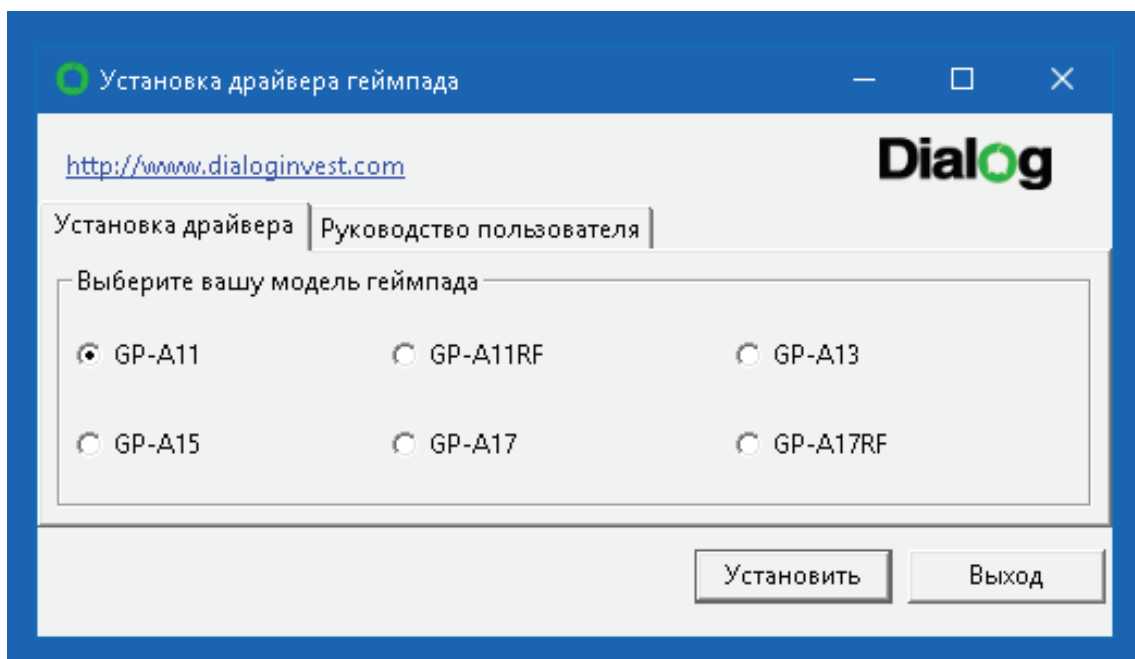 Установка драйвера геймпада
http://www.dialoginvest.com
Dialog
Установка драйвера Руководство пользователя
Выберите вашу модель геймпада
GP-A11 GP-A11RF GP-A13
GP-A15 GP-A17 GP-A17RF
Установить Выход